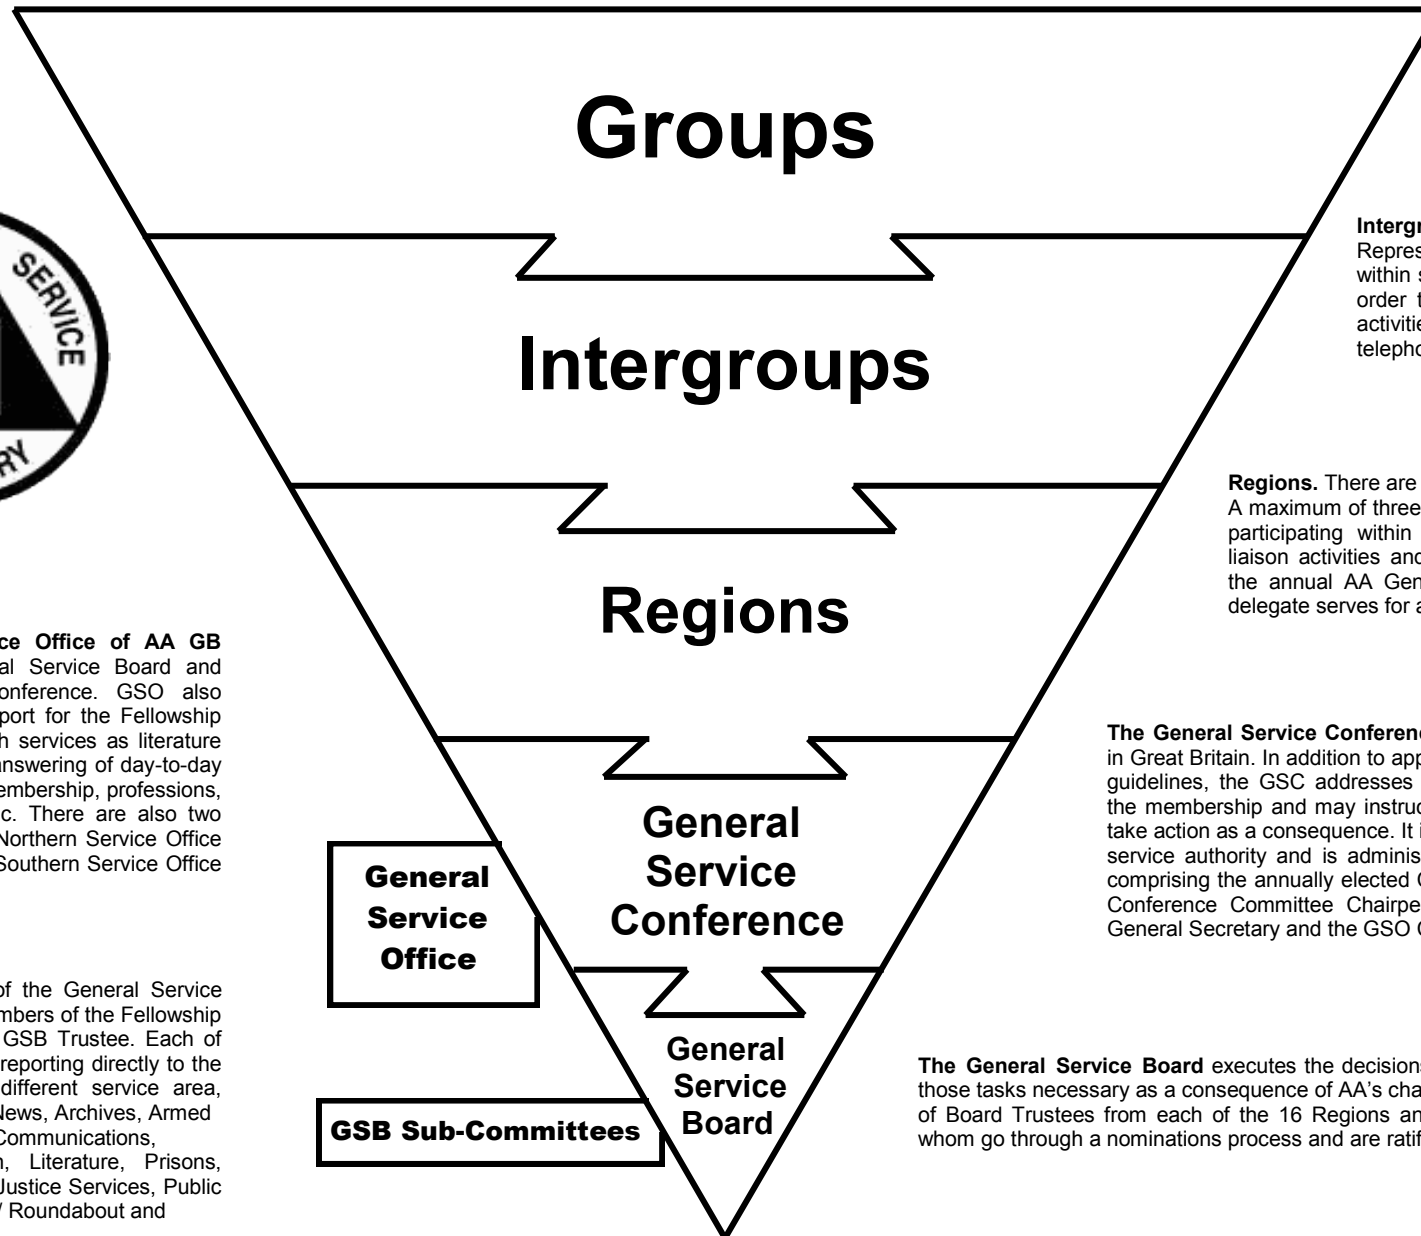 Groups
Intergroups
Regions
General
Service
Conference
General
Service
Board
General
Service
Office
GSB Sub-Committees
SERVICE
Represe
within s
order t
activitie
telepho
Regions. There are
A maximum of three
participating within
liaison activities and
the annual AA Gen
delegate serves for a
The General Service Conferenc
in Great Britain. In addition to app
guidelines, the GSC addresses
the membership and may instruc
take action as a consequence. It i
service authority and is adminis
comprising the annually elected
Conference Committee Chairpe
General Secretary and the GSO
The General Service Board executes the decisions
those tasks necessary as a consequence of AA's cha
of Board Trustees from each of the 16 Regions an
whom go through a nominations process and are ratif
ce Office of AA GB
al Service Board and
onference. GSO also
port for the Fellowship
h services as literature
answering of day-to-day
embership, professions,
c. There are also two
Northern Service Office
Southern Service Office
of the General Service
mbers of the Fellowship
GSB Trustee. Each of
reporting directly to the
different service area,
News, Archives, Armed
Communications,
n, Literature, Prisons,
Justice Services, Public
/ Roundabout and